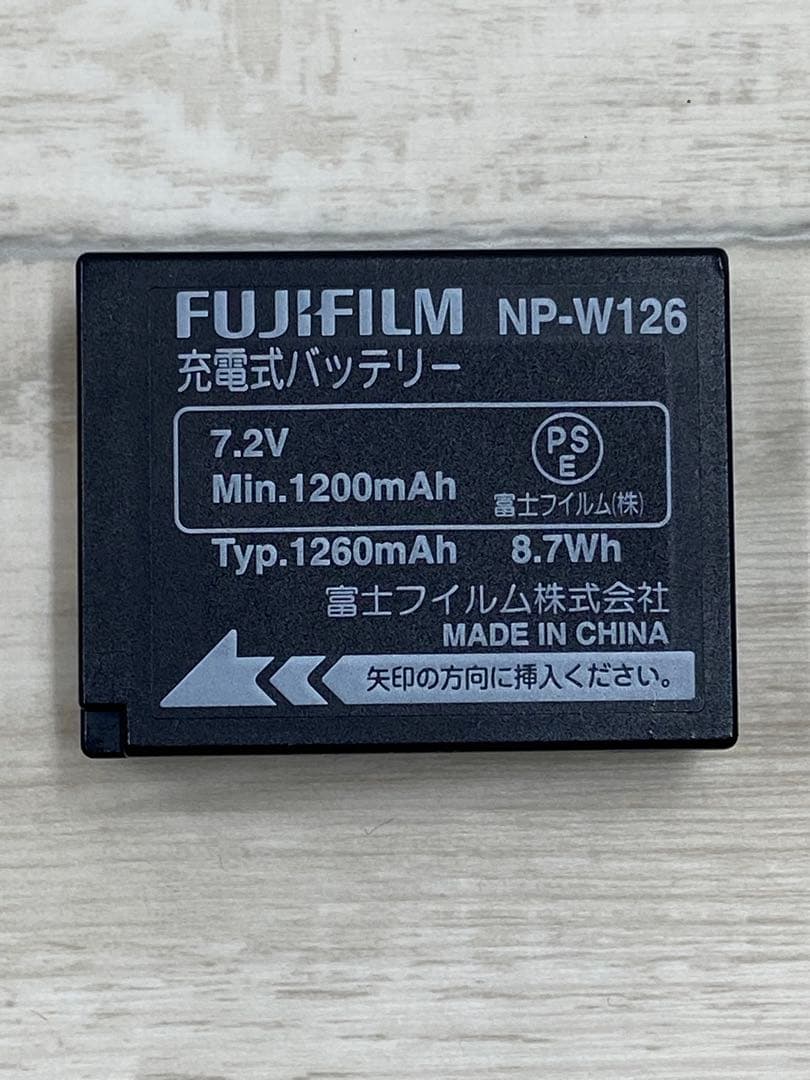 FUJIFILM NP-W126
充電式バッテリー
7.2V
Min.1200mAh
PS
E
富士フイルム(株)
Typ.1260mAh 8.7Wh
富士フイルム株式会社
MADE IN CHINA
矢印の方向に挿入ください。